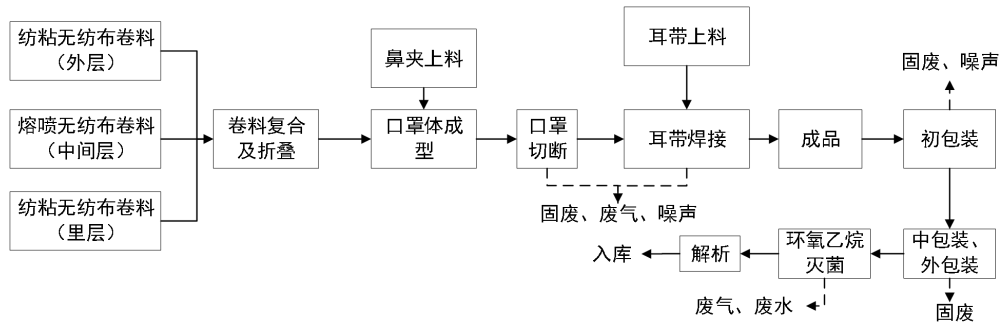 纺粘无纺布卷料
（外层）
熔喷无纺布卷料
（中间层）
纺粘无纺布卷料
（里层）
卷料复合
及折叠
鼻夹上料
口罩体成
型
口罩
切断
耳带上料
耳带焊接
固废、废气、噪声
成品
固废、噪声
初包装
中包装、
外包装
固废
环氧乙烷
灭菌
废气、废水
解析
入库